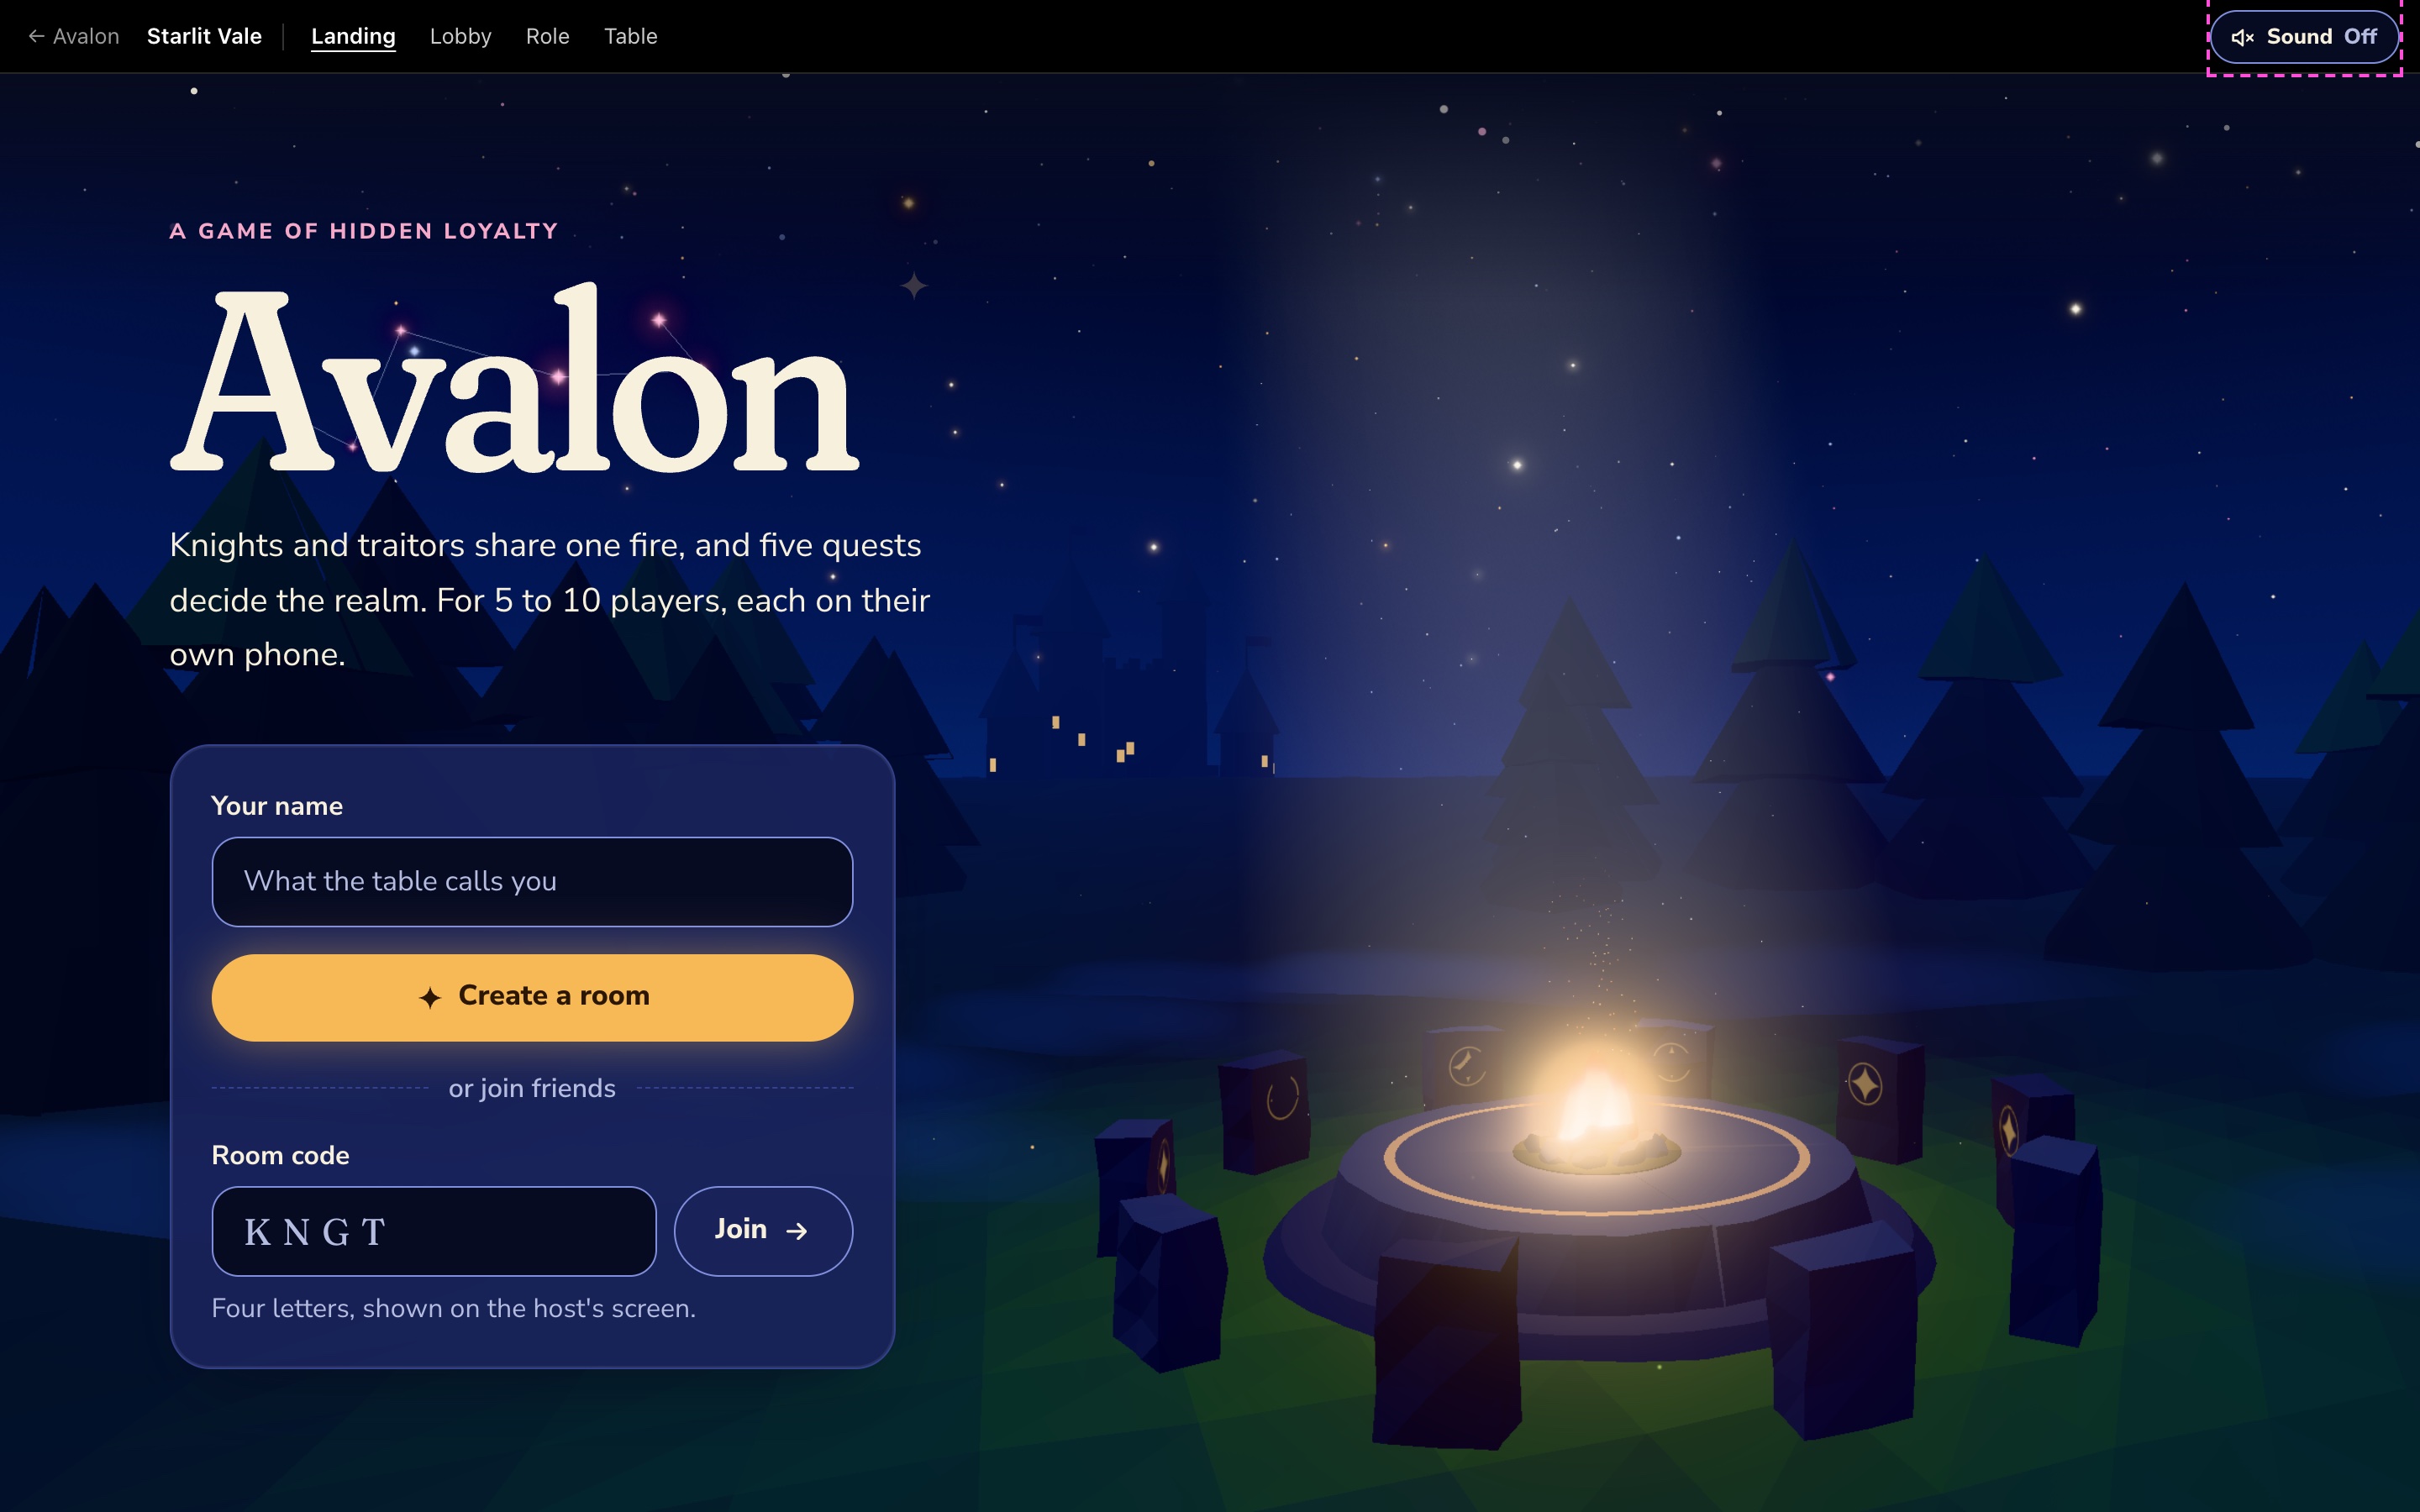 ← Avalon Starlit Vale Landing Lobby Role Table Sound Off
A GAME OF HIDDEN LOYALTY
Avalon
Knights and traitors share one fire, and five quests
decide the realm. For 5 to 10 players, each on their
own phone.
Your name
What the table calls you
Create a room
or join friends
Room code
KNGT
Join →
Four letters, shown on the host's screen.